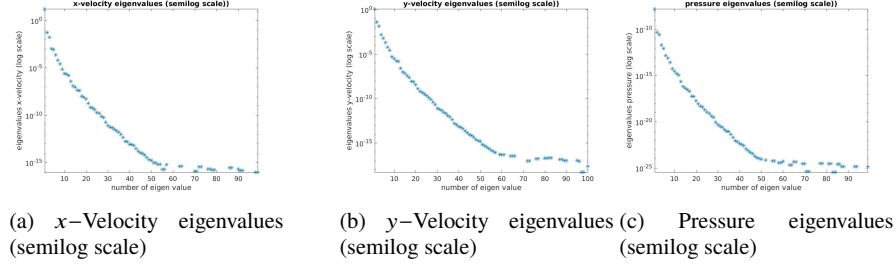 x-velocity eigenvalues (semilog scale))
eigenvalues x-velocity (log scale)
10^0
10^-5
10^-10
10^-15
10 20 30 40 50 60 70 80 90
number of eigen value
y-velocity eigenvalues (semilog scale))
eigenvalues y-velocity (log scale)
10^0
10^-5
10^-10
10^-15
10 20 30 40 50 60 70 80 90 100
number of eigen value
pressure eigenvalues (semilog scale))
eigenvalues pressure (log scale)
10^-10
10^-15
10^-20
10^-25
10 20 30 40 50 60 70 80 90
number of eigen value
(a) x−Velocity eigenvalues
(semilog scale)
(b) y−Velocity eigenvalues
(semilog scale)
(c) Pressure eigenvalues
(semilog scale)